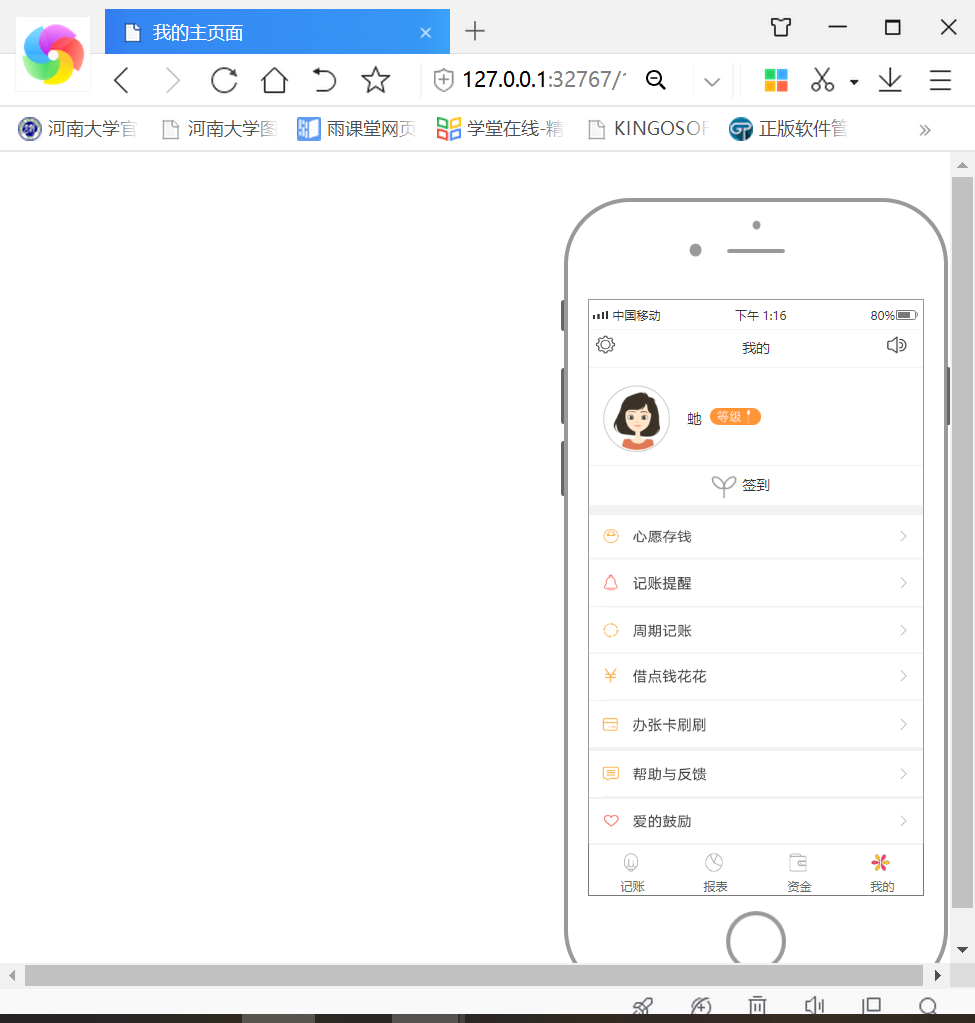 我的主页面
127.0.0.1:32767/
河南大学官 河南大学图 雨课堂网页 学堂在线-精 KINGOSOF 正版软件管
中国移动 下午 1:16 80%
我的
虵 等级
签到
心愿存钱
记账提醒
周期记账
借点钱花花
办张卡刷刷
帮助与反馈
爱的鼓励
记账 报表 资金 我的